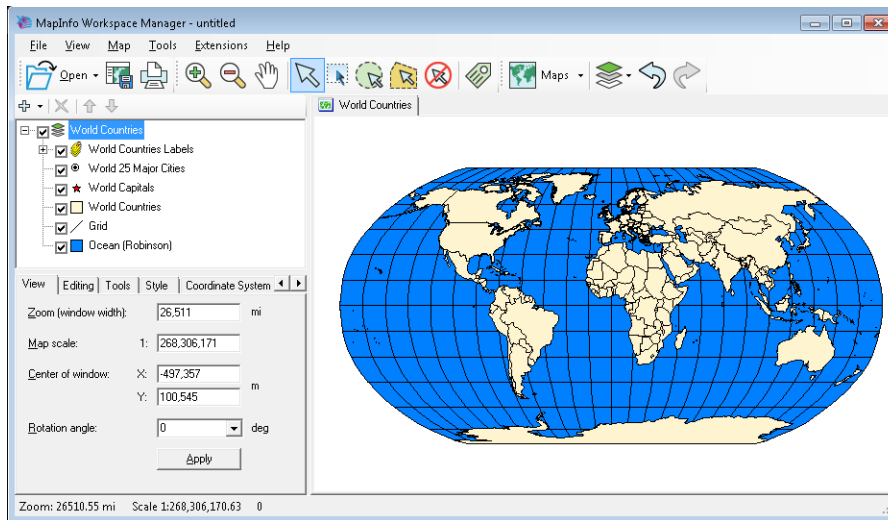 MapInfo Workspace Manager - untitled
File View Map Tools Extensions Help
Open Maps
World Countries
World Countries
World Countries Labels
World 25 Major Cities
World Capitals
World Countries
Grid
Ocean (Robinson)
View Editing Tools Style Coordinate System
Zoom (window width): 26,511 mi
Map scale: 1: 268,306,171
Center of window: X: -497,357
m
Y: 100,545
Rotation angle: 0 deg
Apply
Zoom: 26510.55 mi Scale 1:268,306,170.63 0